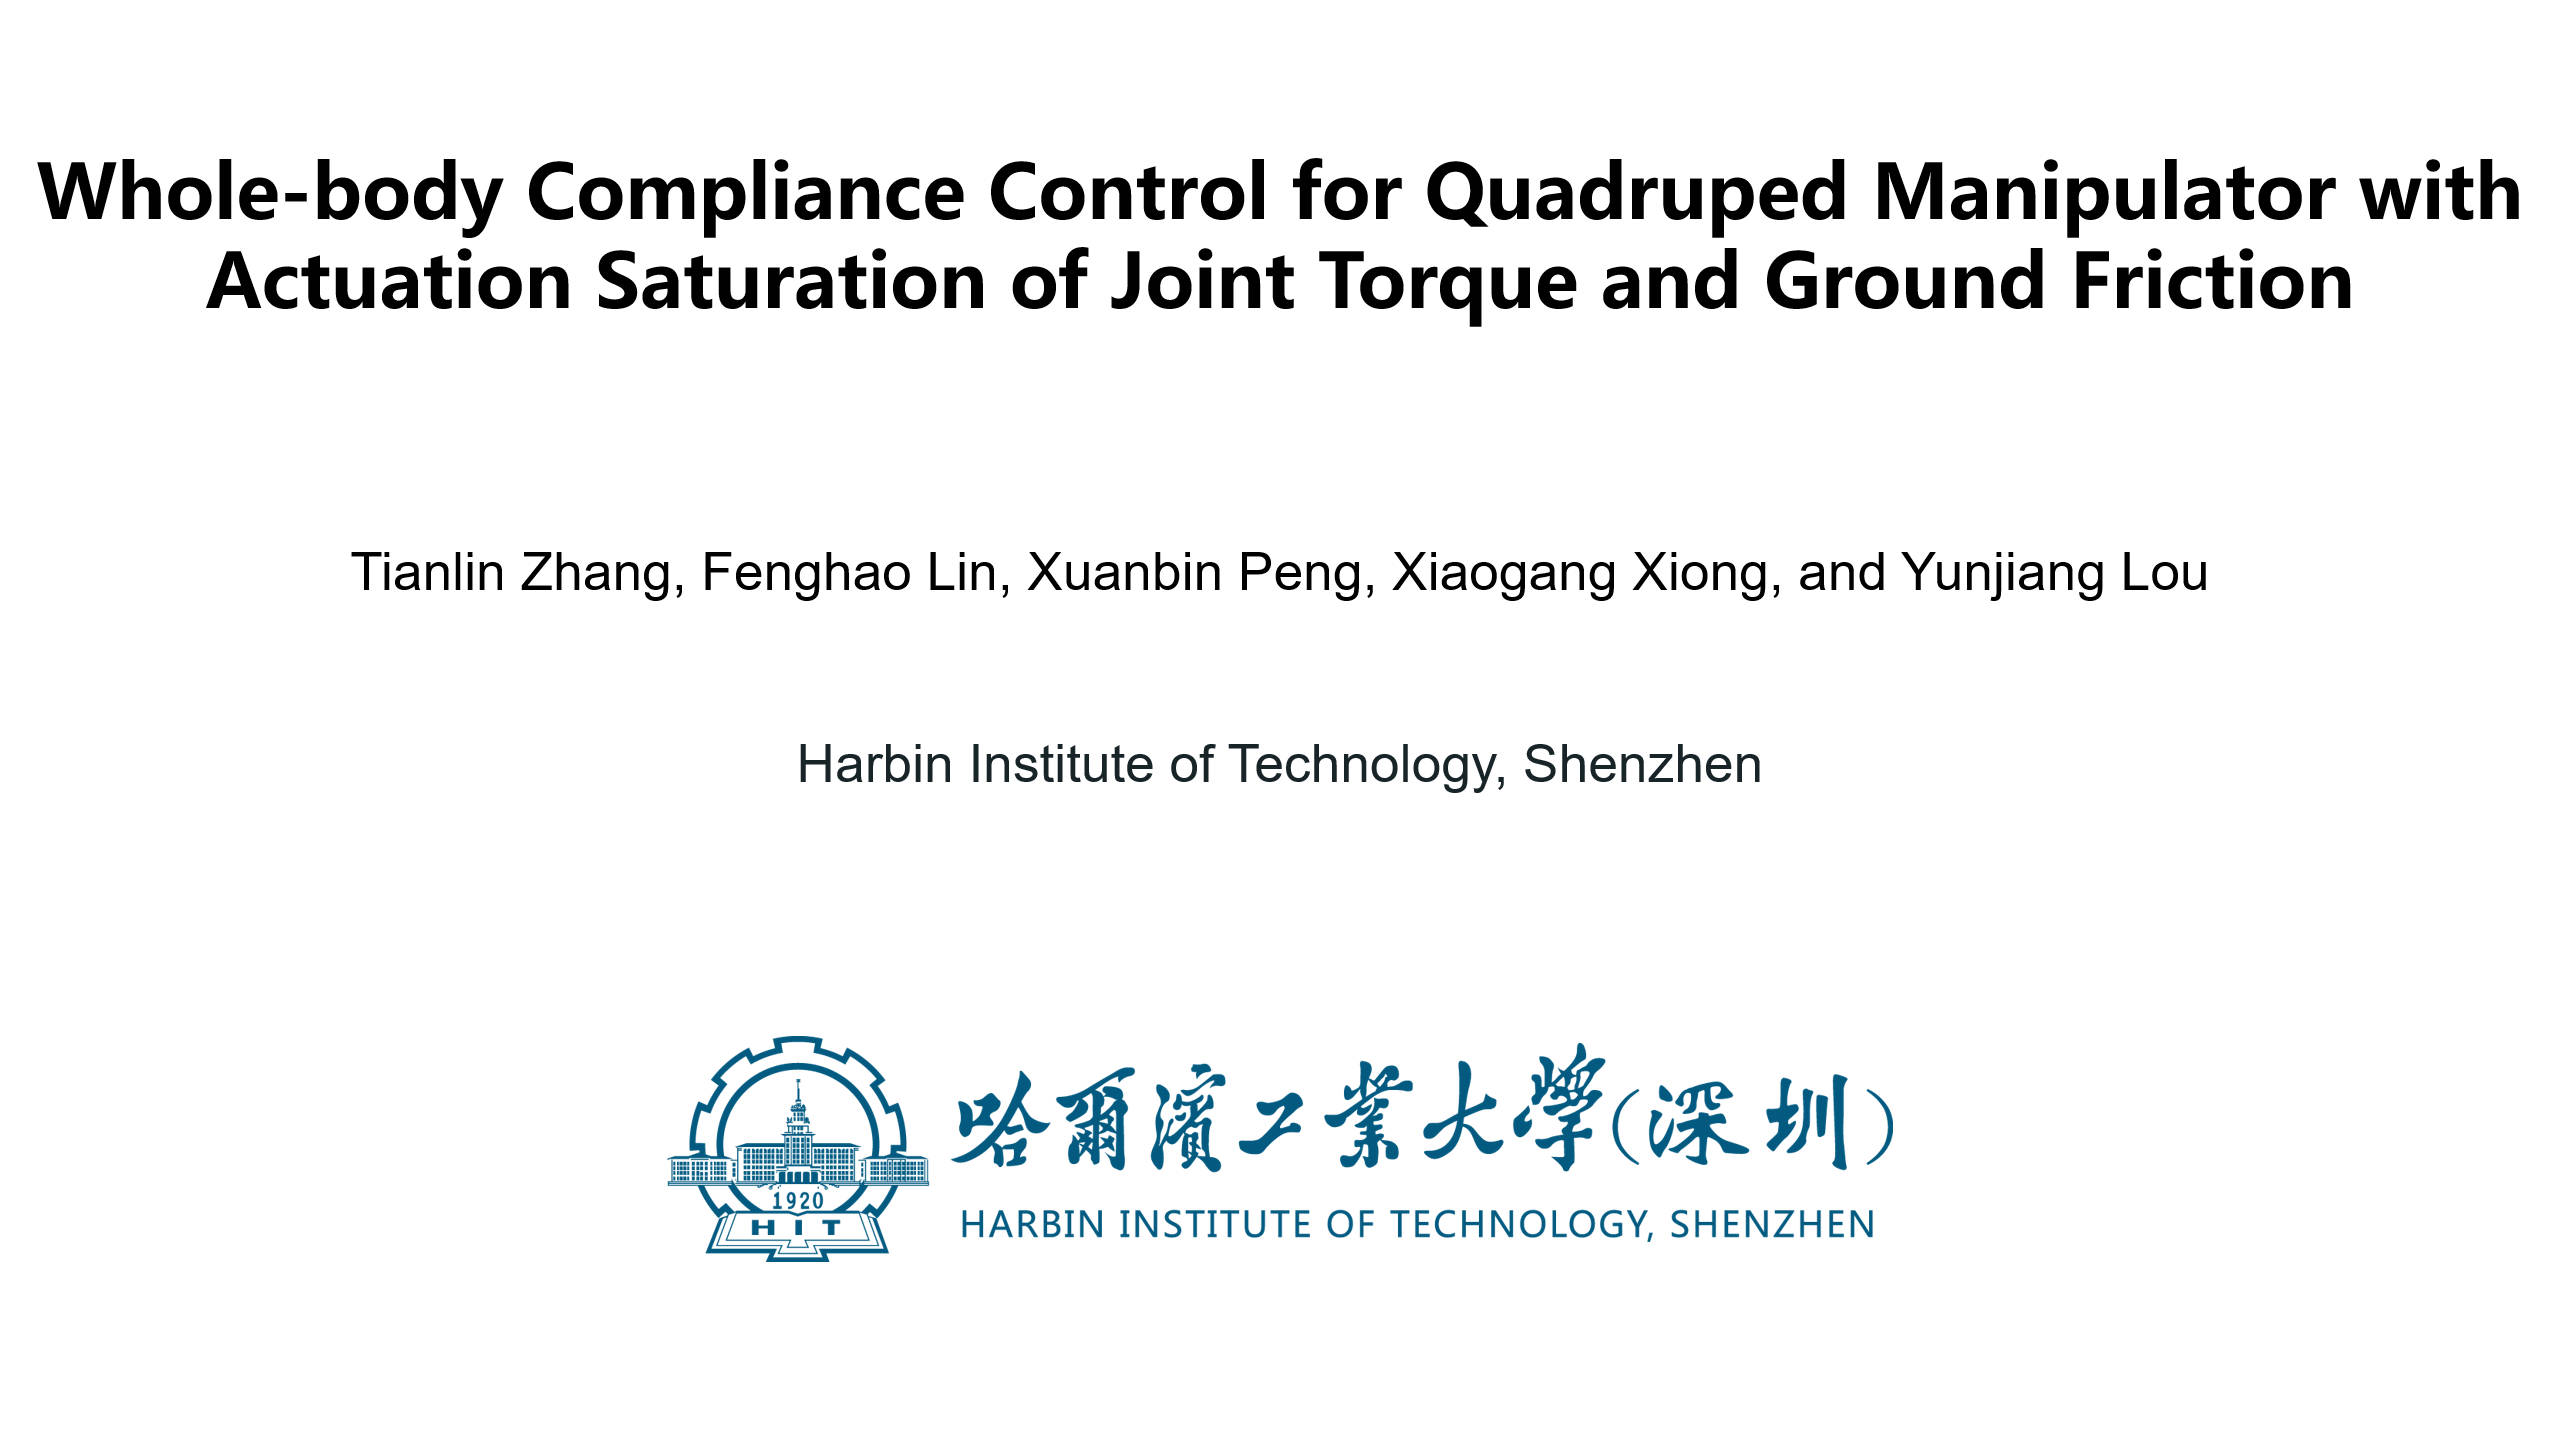 Whole-body Compliance Control for Quadruped Manipulator with
Actuation Saturation of Joint Torque and Ground Friction
Tianlin Zhang, Fenghao Lin, Xuanbin Peng, Xiaogang Xiong, and Yunjiang Lou
Harbin Institute of Technology, Shenzhen
哈爾濱工業大學(深圳)
1920
HIT
HARBIN INSTITUTE OF TECHNOLOGY, SHENZHEN